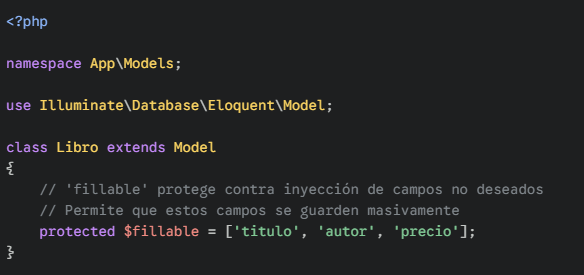 <?php
namespace App\Models;
use Illuminate\Database\Eloquent\Model;
class Libro extends Model
{
    // 'fillable' protege contra inyección de campos no deseados
    // Permite que estos campos se guarden masivamente
    protected $fillable = ['titulo', 'autor', 'precio'];
}